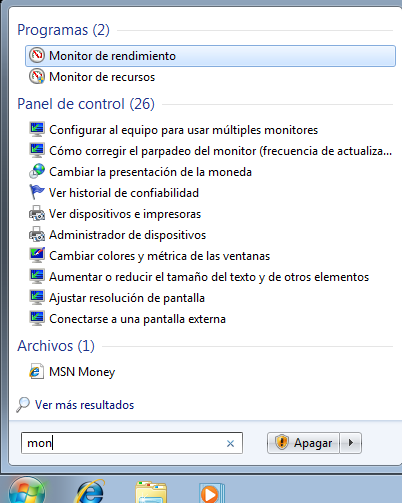 Programas (2)
Monitor de rendimiento
Monitor de recursos
Panel de control (26)
Configurar al equipo para usar múltiples monitores
Cómo corregir el parpadeo del monitor (frecuencia de actualiza...
Cambiar la presentación de la moneda
Ver historial de confiabilidad
Ver dispositivos e impresoras
Administrador de dispositivos
Cambiar colores y métrica de las ventanas
Aumentar o reducir el tamaño del texto y de otros elementos
Ajustar resolución de pantalla
Conectarse a una pantalla externa
Archivos (1)
MSN Money
Ver más resultados
mon
Apagar